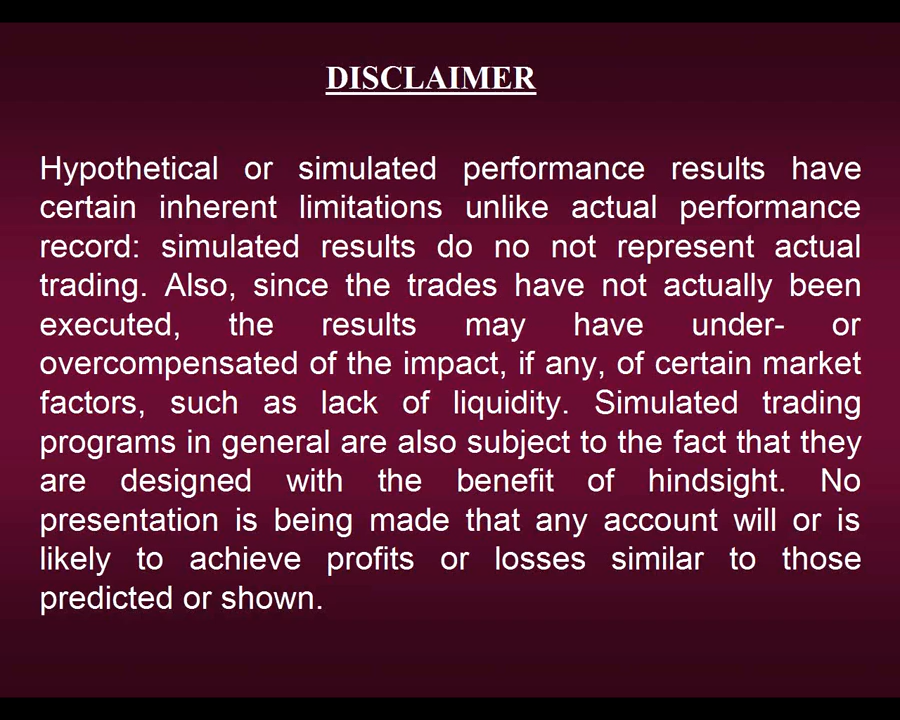 DISCLAIMER
Hypothetical or simulated performance results have
certain inherent limitations unlike actual performance
record: simulated results do no not represent actual
trading. Also, since the trades have not actually been
executed, the results may have under- or
overcompensated of the impact, if any, of certain market
factors, such as lack of liquidity. Simulated trading
programs in general are also subject to the fact that they
are designed with the benefit of hindsight. No
presentation is being made that any account will or is
likely to achieve profits or losses similar to those
predicted or shown.